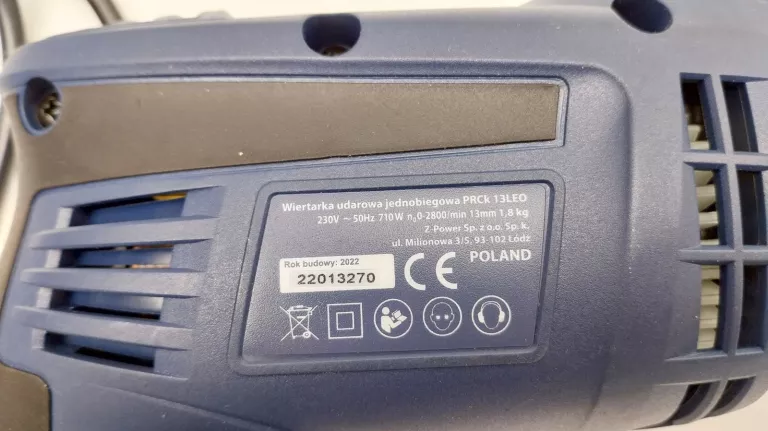 Wiertarka udarowa jednobiegowa PRCk 13LEO
230V ~ 50Hz 710W n₀0-2800/min 13mm 1,8 kg
Z-Power Sp. z o.o. Sp. k.
ul. Milionowa 3/5, 93-102 Łódź
POLAND
Rok budowy: 2022
22013270
CE